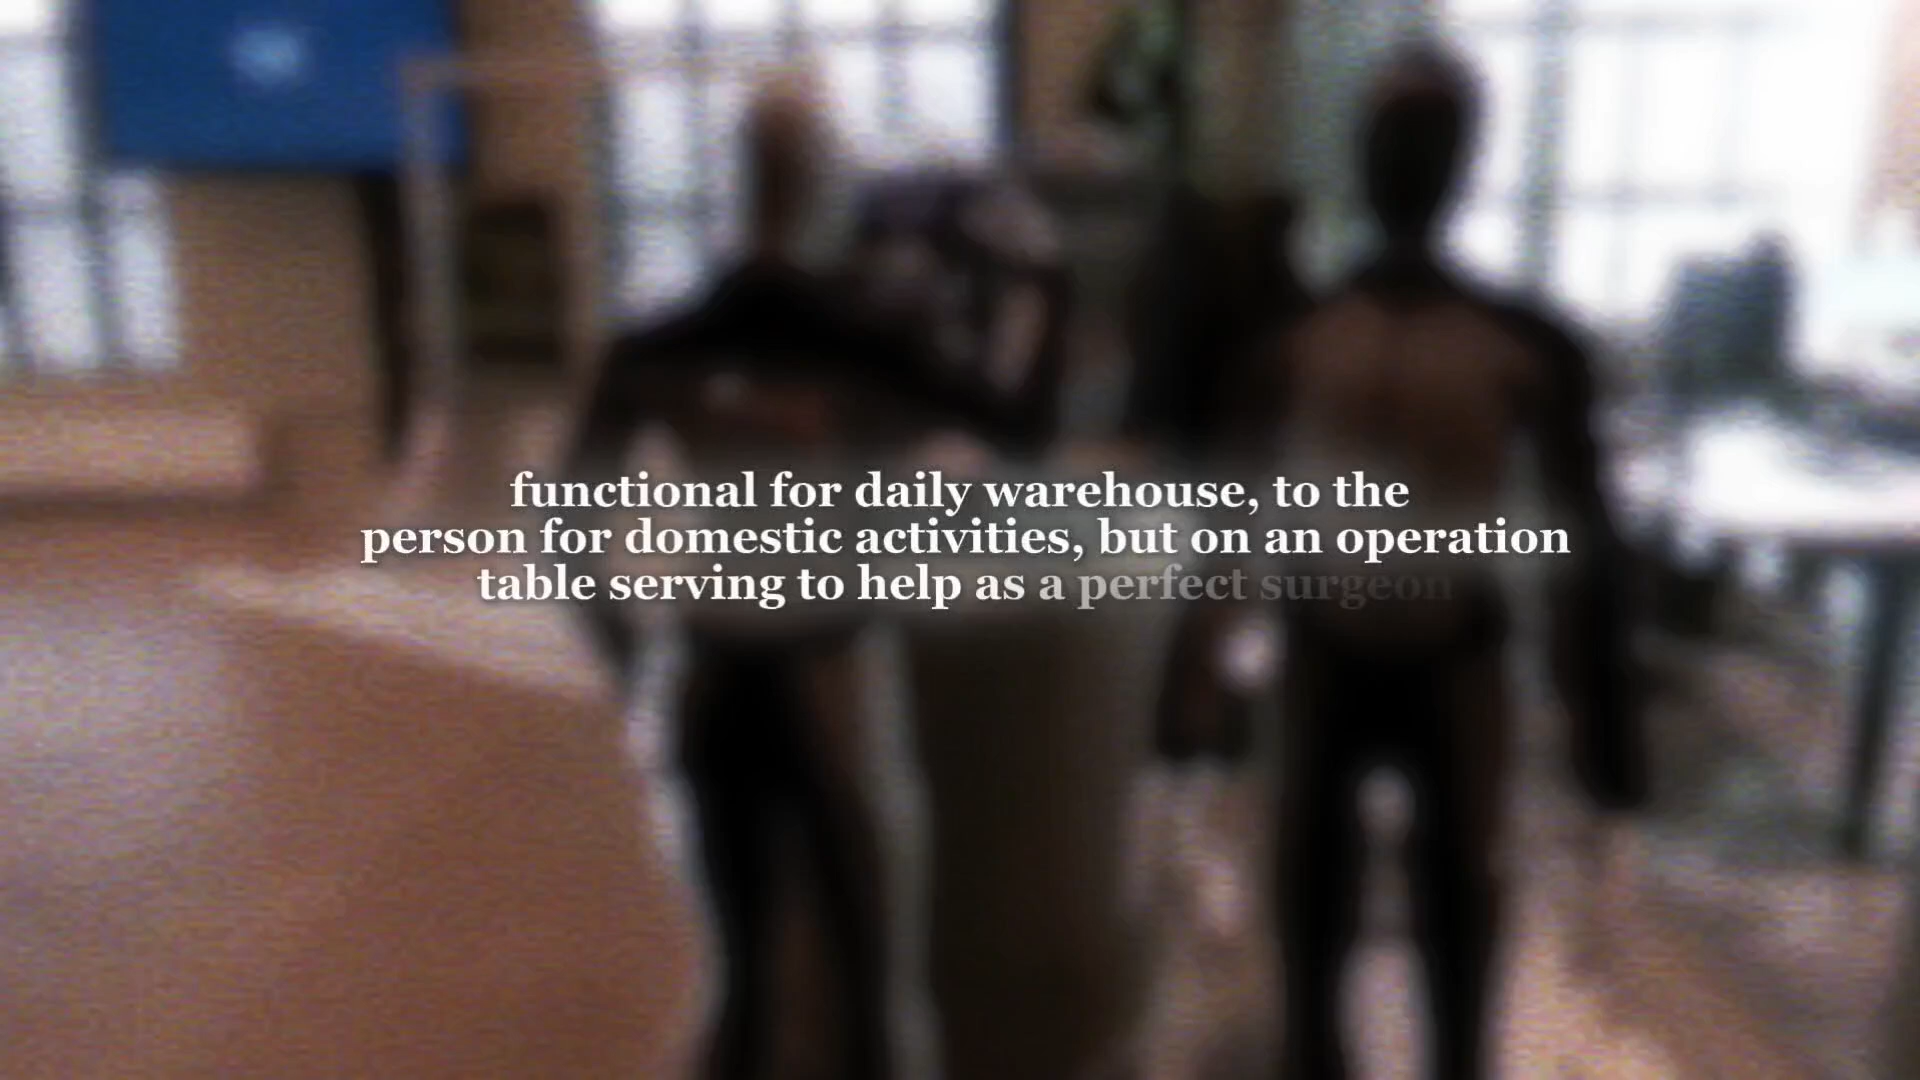 functional for daily warehouse, to the
person for domestic activities, but on an operation
table serving to help as a perfect surgeon